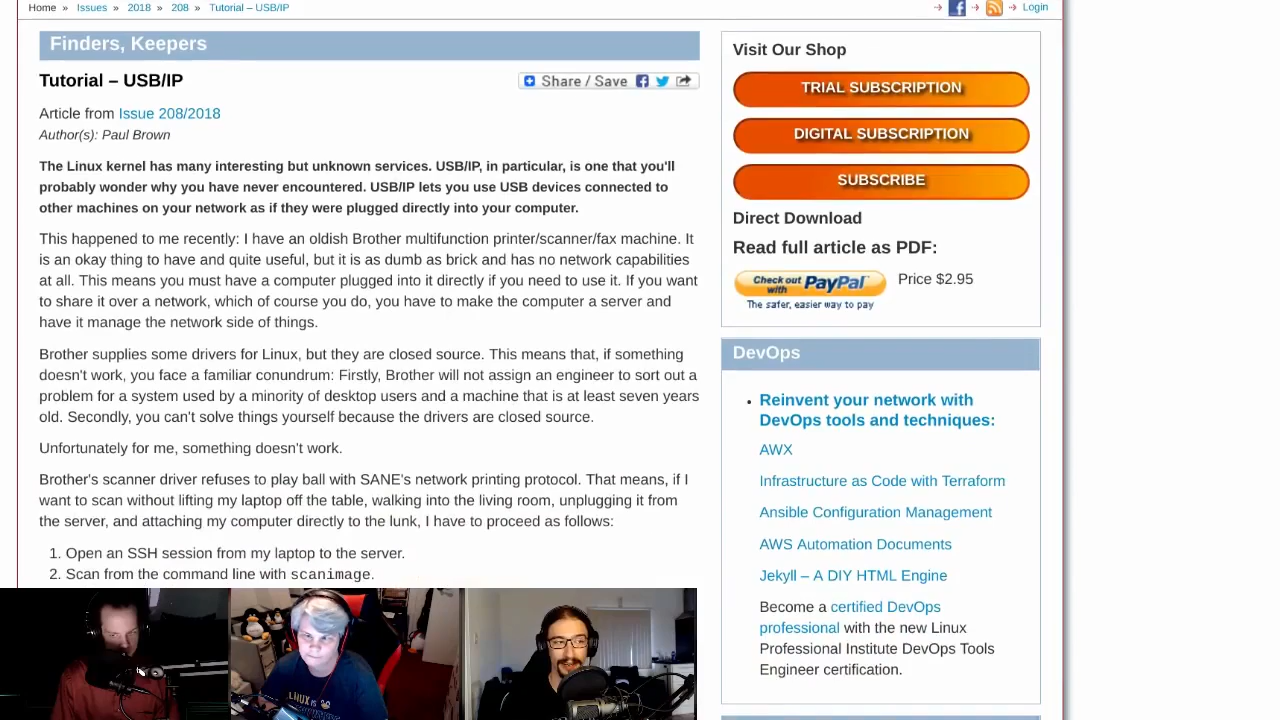 Home » Issues » 2018 » 208 » Tutorial – USB/IP
Login
Finders, Keepers
Tutorial – USB/IP
Share / Save
Article from Issue 208/2018
Author(s): Paul Brown
The Linux kernel has many interesting but unknown services. USB/IP, in particular, is one that you'll
probably wonder why you have never encountered. USB/IP lets you use USB devices connected to
other machines on your network as if they were plugged directly into your computer.
This happened to me recently: I have an oldish Brother multifunction printer/scanner/fax machine. It
is an okay thing to have and quite useful, but it is as dumb as brick and has no network capabilities
at all. This means you must have a computer plugged into it directly if you need to use it. If you want
to share it over a network, which of course you do, you have to make the computer a server and
have it manage the network side of things.
Brother supplies some drivers for Linux, but they are closed source. This means that, if something
doesn't work, you face a familiar conundrum: Firstly, Brother will not assign an engineer to sort out a
problem for a system used by a minority of desktop users and a machine that is at least seven years
old. Secondly, you can't solve things yourself because the drivers are closed source.
Unfortunately for me, something doesn't work.
Brother's scanner driver refuses to play ball with SANE's network printing protocol. That means, if I
want to scan without lifting my laptop off the table, walking into the living room, unplugging it from
the server, and attaching my computer directly to the lunk, I have to proceed as follows:
1. Open an SSH session from my laptop to the server.
2. Scan from the command line with scanimage.
Visit Our Shop
TRIAL SUBSCRIPTION
DIGITAL SUBSCRIPTION
SUBSCRIBE
Direct Download
Read full article as PDF:
Check out with PayPal
The safer, easier way to pay
Price $2.95
DevOps
• Reinvent your network with
DevOps tools and techniques:
AWX
Infrastructure as Code with Terraform
Ansible Configuration Management
AWS Automation Documents
Jekyll – A DIY HTML Engine
Become a certified DevOps
professional with the new Linux
Professional Institute DevOps Tools
Engineer certification.
LINUX IS